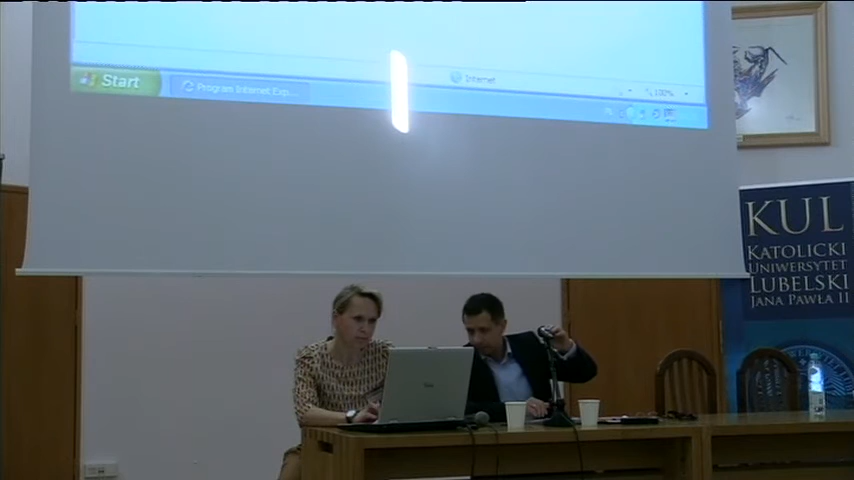 Start
Program Internet Exp...
Internet
100%
KUL
KATOLICKI
UNIWERSYTET
LUBELSKI
JANA PAWŁA II